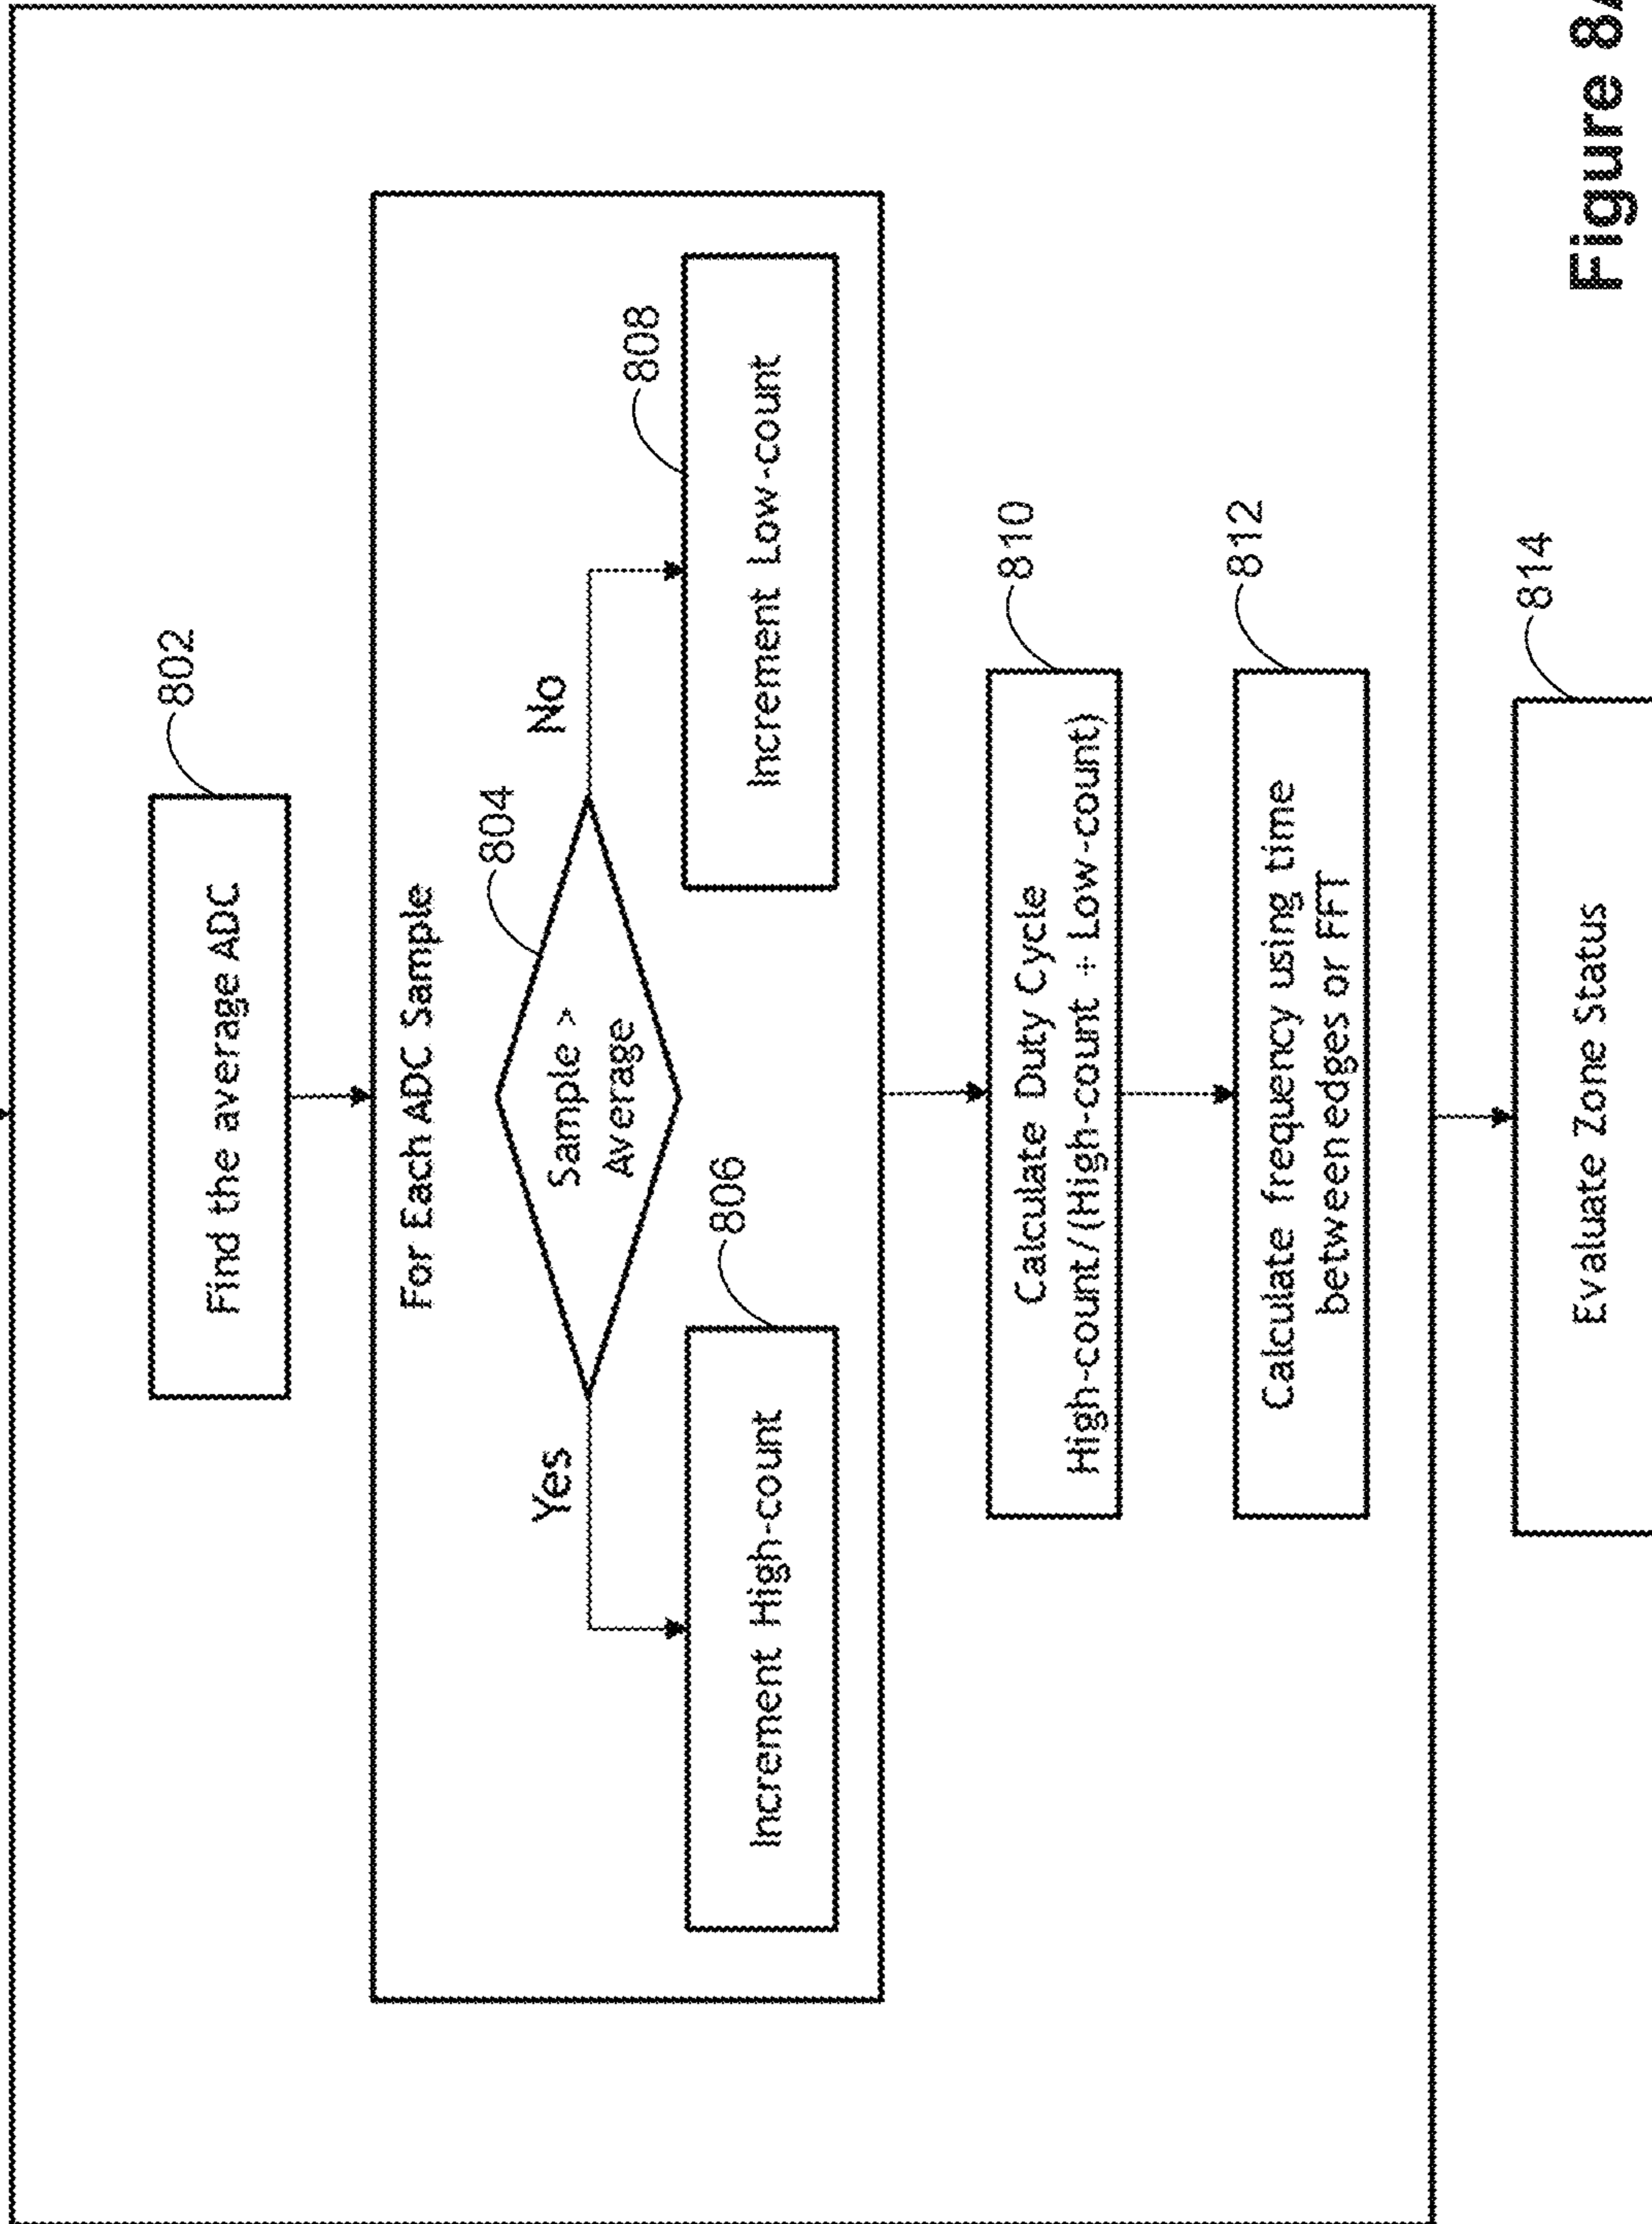 802
Find the average ADC
For Each ADC Sample
804
Sample >
Average
Yes
No
806
Increment High-count
808
Increment Low-count
810
Calculate Duty Cycle
High-count/(High-count + Low-count)
812
Calculate frequency using time
between edges or FFT
814
Evaluate Zone Status
Figure 8A